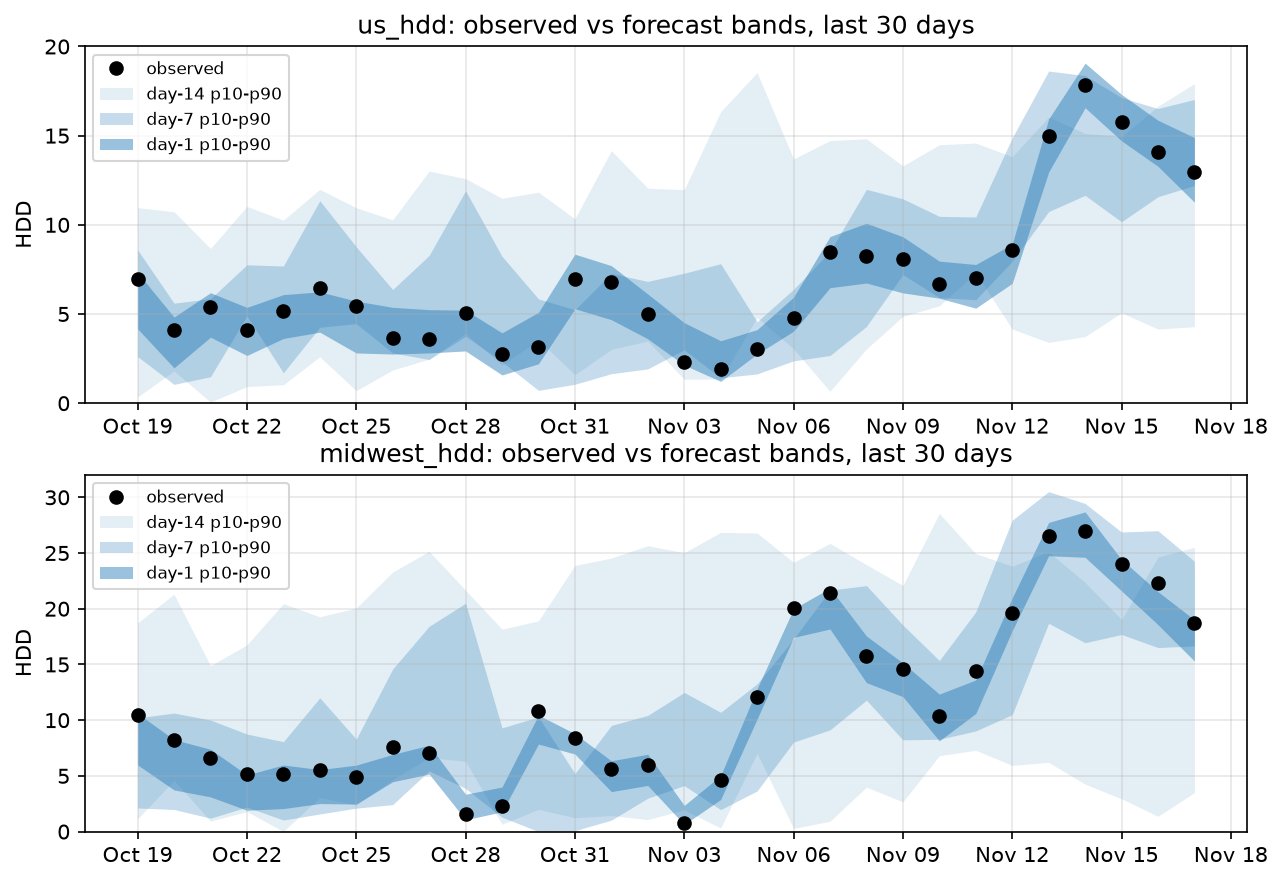 us_hdd: observed vs forecast bands, last 30 days
20
15
10
5
0
HDD
observed
day-14 p10-p90
day-7 p10-p90
day-1 p10-p90
Oct 19 Oct 22 Oct 25 Oct 28 Oct 31 Nov 03 Nov 06 Nov 09 Nov 12 Nov 15 Nov 18
midwest_hdd: observed vs forecast bands, last 30 days
30
25
20
15
10
5
0
HDD
observed
day-14 p10-p90
day-7 p10-p90
day-1 p10-p90
Oct 19 Oct 22 Oct 25 Oct 28 Oct 31 Nov 03 Nov 06 Nov 09 Nov 12 Nov 15 Nov 18